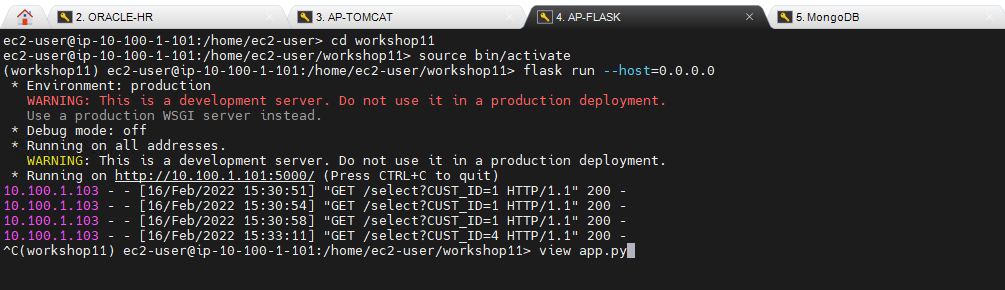 2. ORACLE-HR
3. AP-TOMCAT
4. AP-FLASK
5. MongoDB
ec2-user@ip-10-100-1-101:/home/ec2-user> cd workshop11
ec2-user@ip-10-100-1-101:/home/ec2-user/workshop11> source bin/activate
(workshop11) ec2-user@ip-10-100-1-101:/home/ec2-user/workshop11> flask run --host=0.0.0.0
* Environment: production
WARNING: This is a development server. Do not use it in a production deployment.
Use a production WSGI server instead.
* Debug mode: off
* Running on all addresses.
WARNING: This is a development server. Do not use it in a production deployment.
* Running on http://10.100.1.101:5000/ (Press CTRL+C to quit)
10.100.1.103 - - [16/Feb/2022 15:30:51] "GET /select?CUST_ID=1 HTTP/1.1" 200 -
10.100.1.103 - - [16/Feb/2022 15:30:54] "GET /select?CUST_ID=1 HTTP/1.1" 200 -
10.100.1.103 - - [16/Feb/2022 15:30:58] "GET /select?CUST_ID=1 HTTP/1.1" 200 -
10.100.1.103 - - [16/Feb/2022 15:33:11] "GET /select?CUST_ID=4 HTTP/1.1" 200 -
^C(workshop11) ec2-user@ip-10-100-1-101:/home/ec2-user/workshop11> view app.py